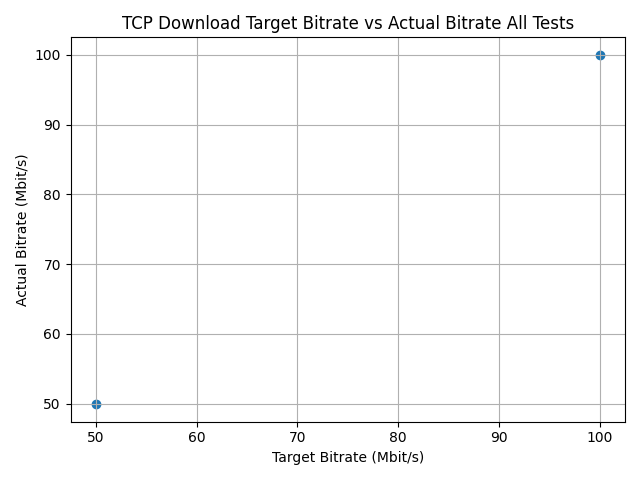 TCP Download Target Bitrate vs Actual Bitrate All Tests
100
90
80
70
60
50
Actual Bitrate (Mbit/s)
50 60 70 80 90 100
Target Bitrate (Mbit/s)